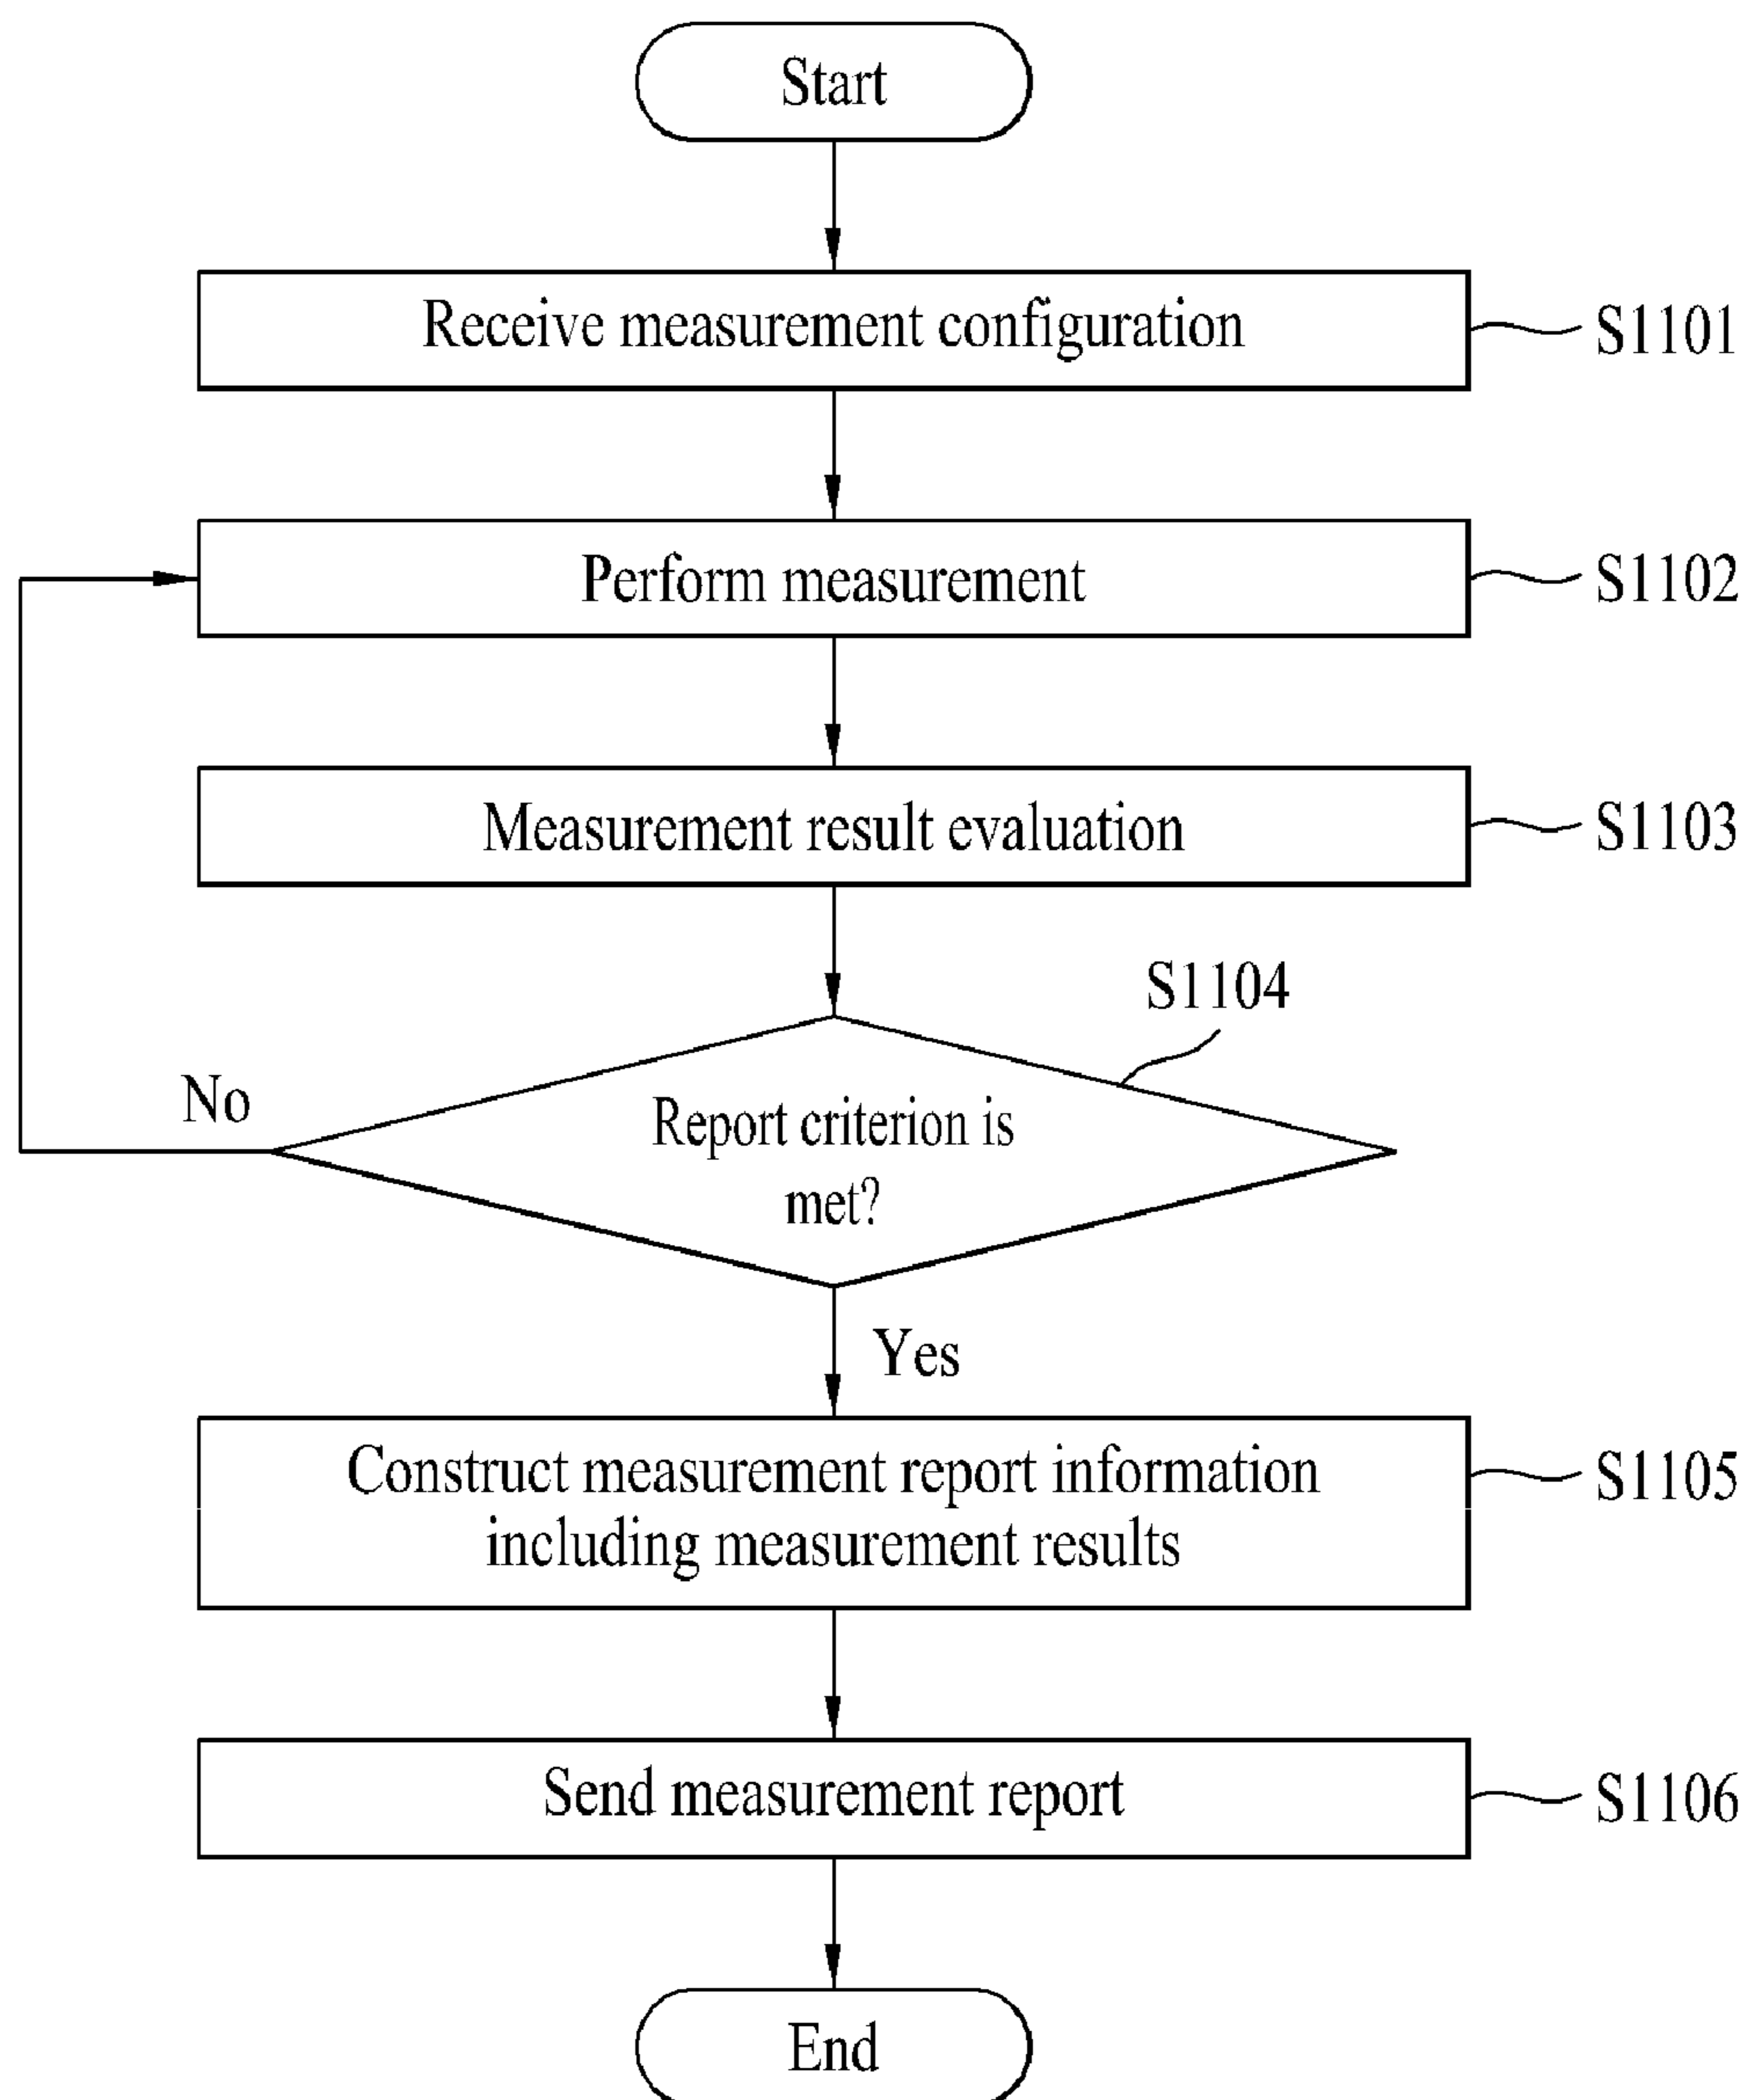 Start
Receive measurement configuration
S1101
Perform measurement
S1102
Measurement result evaluation
S1103
S1104
No
Report criterion is
met?
Yes
Construct measurement report information
including measurement results
S1105
Send measurement report
S1106
End